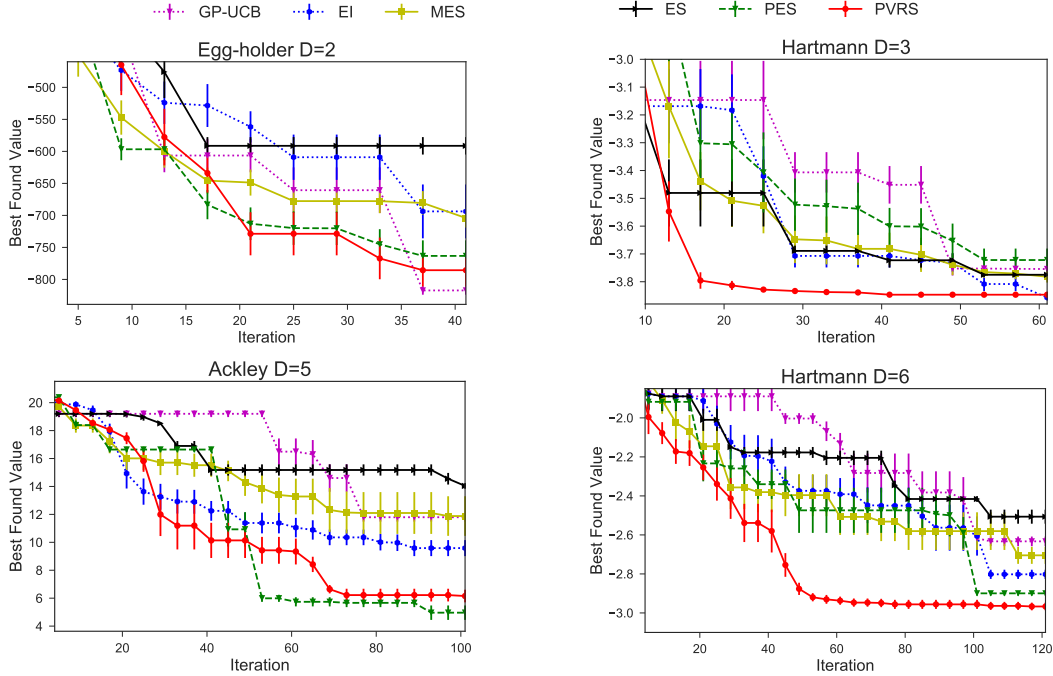 GP-UCB EI MES ES PES PVRS
Egg-holder D=2
Best Found Value
−500
−550
−600
−650
−700
−750
−800
5 10 15 20 25 30 35 40
Iteration
Hartmann D=3
Best Found Value
−3.0
−3.1
−3.2
−3.3
−3.4
−3.5
−3.6
−3.7
−3.8
10 20 30 40 50 60
Iteration
Ackley D=5
Best Found Value
20
18
16
14
12
10
8
6
4
20 40 60 80 100
Iteration
Hartmann D=6
Best Found Value
−2.0
−2.2
−2.4
−2.6
−2.8
−3.0
20 40 60 80 100 120
Iteration